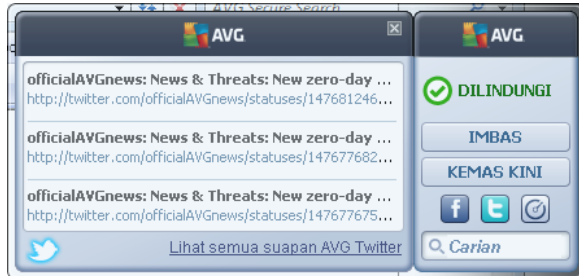 AVG Secure Search
AVG
officialAVGnews: News & Threats: New zero-day ...
http://twitter.com/officialAVGnews/statuses/147681246...
officialAVGnews: News & Threats: New zero-day ...
http://twitter.com/officialAVGnews/statuses/147677682...
officialAVGnews: News & Threats: New zero-day ...
http://twitter.com/officialAVGnews/statuses/147677675...
Lihat semua suapan AVG Twitter
AVG
DILINDUNGI
IMBAS
KEMAS KINI
Carian